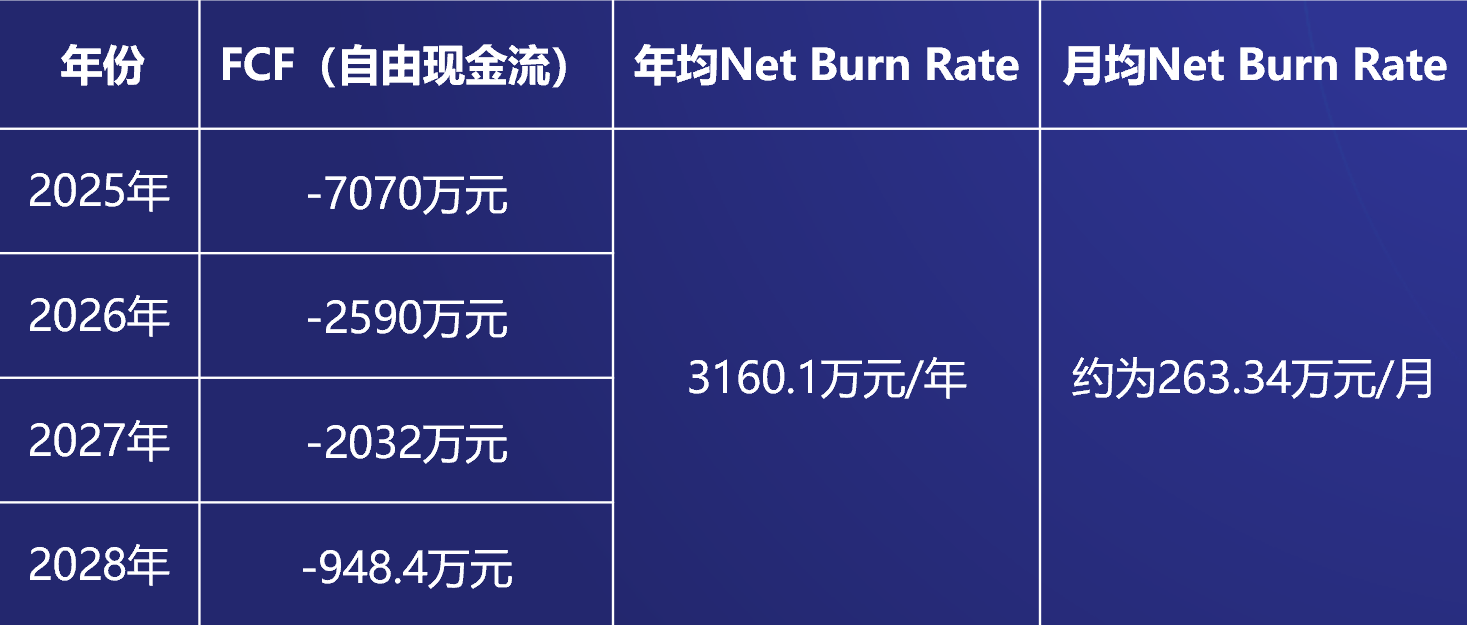 年份 FCF（自由现金流） 年均Net Burn Rate 月均Net Burn Rate
2025年 -7070万元
2026年 -2590万元
3160.1万元/年 约为263.34万元/月
2027年 -2032万元
2028年 -948.4万元